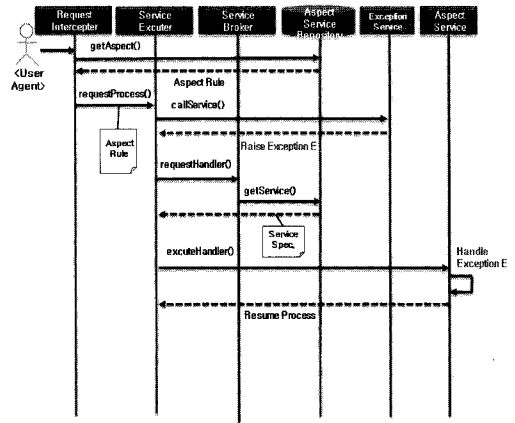 Request
Intercepter
Service
Excuter
Service
Broker
Aspect
Service
Repository
Exception
Service
Aspect
Service
getAspect()
<User
Agent>
Aspect Rule
requestProcess()
callService()
Aspect
Rule
Raise Exception E
requestHandler()
getService()
Service
Spec,
excuteHandler()
Handle
Exception E
Resume Process